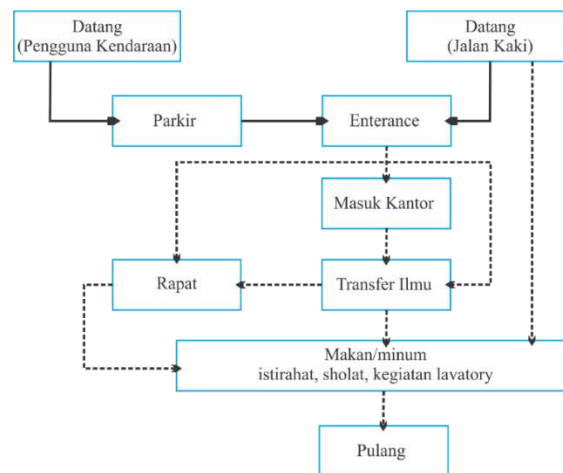 Datang
(Pengguna Kendaraan)
Datang
(Jalan Kaki)
Parkir
Enterance
Masuk Kantor
Rapat
Transfer Ilmu
Makan/minum
istirahat, sholat, kegiatan lavatory
Pulang